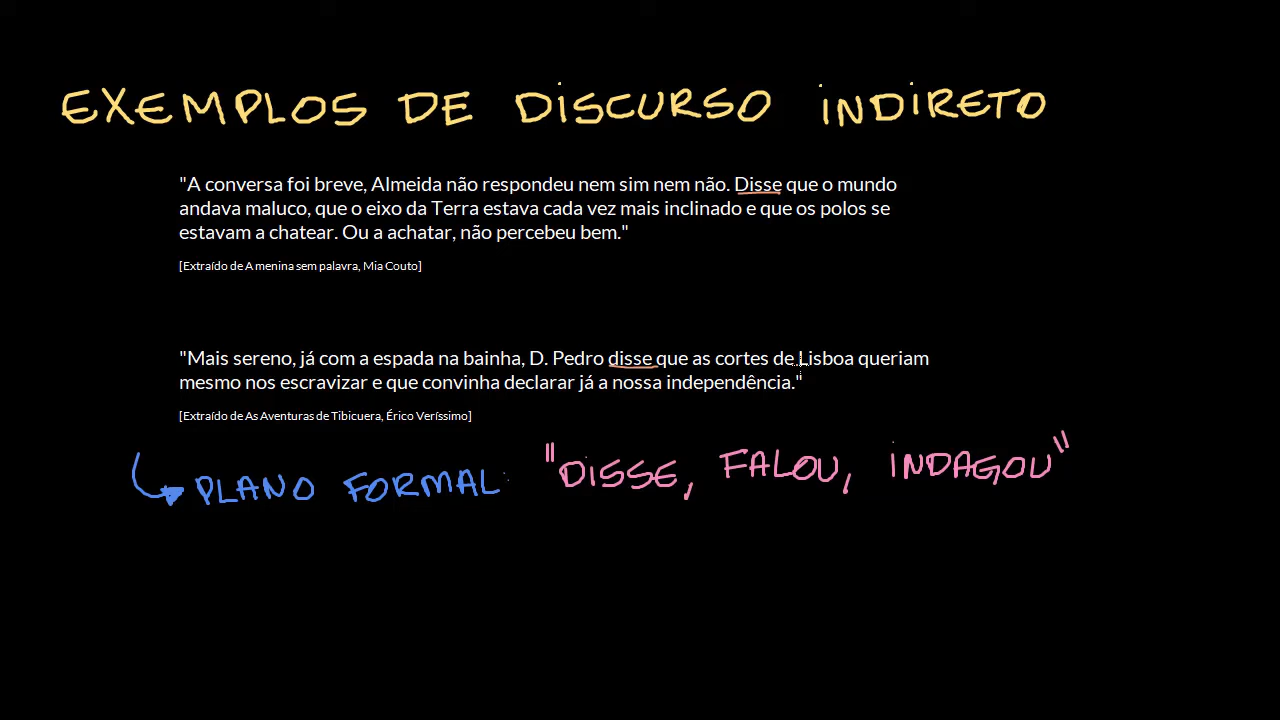 EXEMPLOS DE DISCURSO INDIRETO
"A conversa foi breve, Almeida não respondeu nem sim nem não. Disse que o mundo
andava maluco, que o eixo da Terra estava cada vez mais inclinado e que os polos se
estavam a chatear. Ou a achatar, não percebeu bem."
[Extraído de A menina sem palavra, Mia Couto]
"Mais sereno, já com a espada na bainha, D. Pedro disse que as cortes de Lisboa queriam
mesmo nos escravizar e que convinha declarar já a nossa independência."
[Extraído de As Aventuras de Tibicuera, Érico Veríssimo]
PLANO FORMAL: "DISSE, FALOU, INDAGOU"